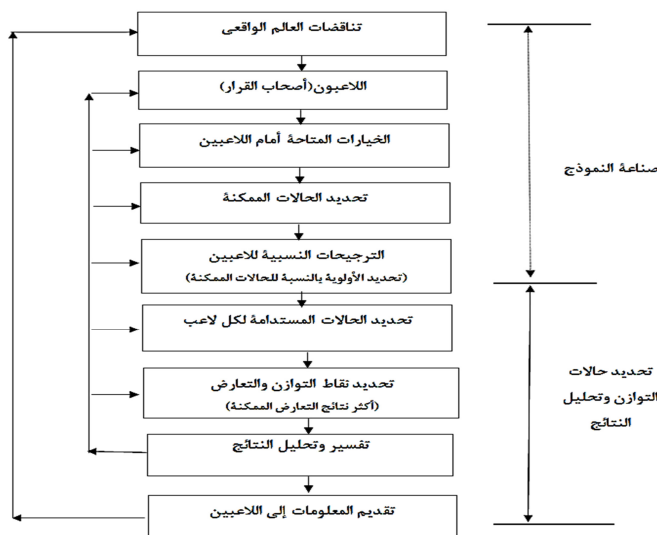 تناقضات العالم الواقعى
اللاعبون(أصحاب القرار)
الخيارات المتاحة أمام اللاعبين
تحديد الحالات الممكنة
الترجيحات النسبية للاعبين
(تحديد الأولوية بالنسبة للحالات الممكنة)
تحديد الحالات المستدامة لكل لاعب
تحديد نقاط التوازن والتعارض
(أكثر نتائج التعارض الممكنة)
تفسير وتحليل النتائج
تقديم المعلومات إلى اللاعبين
صناعة النموذج
تحديد حالات
التوازن وتحليل
النتائج